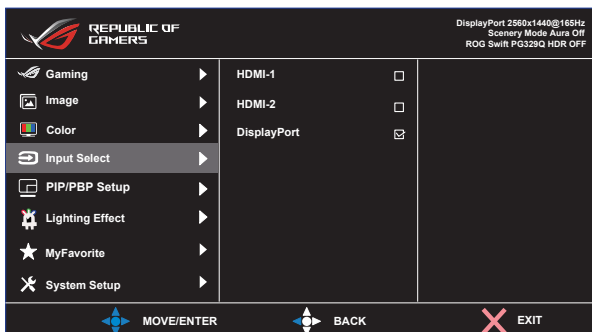 REPUBLIC OF
GAMERS
DisplayPort 2560x1440@165Hz
Scenery Mode Aura Off
ROG Swift PG329Q HDR OFF
Gaming
Image
Color
Input Select
PIP/PBP Setup
Lighting Effect
MyFavorite
System Setup
HDMI-1
HDMI-2
DisplayPort
MOVE/ENTER
BACK
EXIT